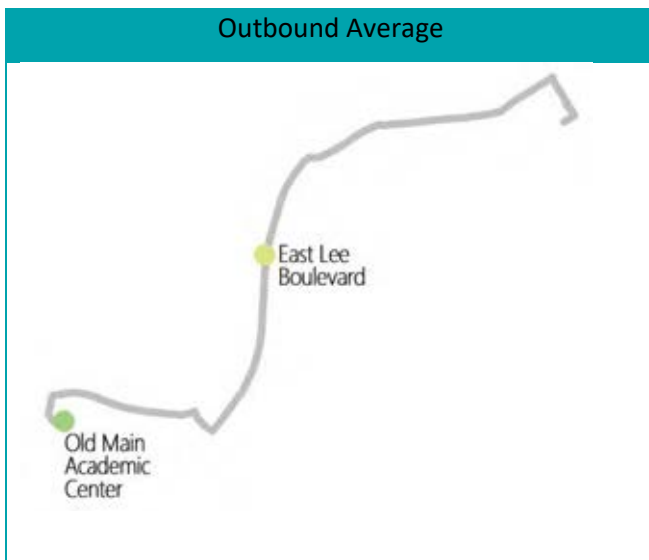 Outbound Average
East Lee
Boulevard
Old Main
Academic
Center